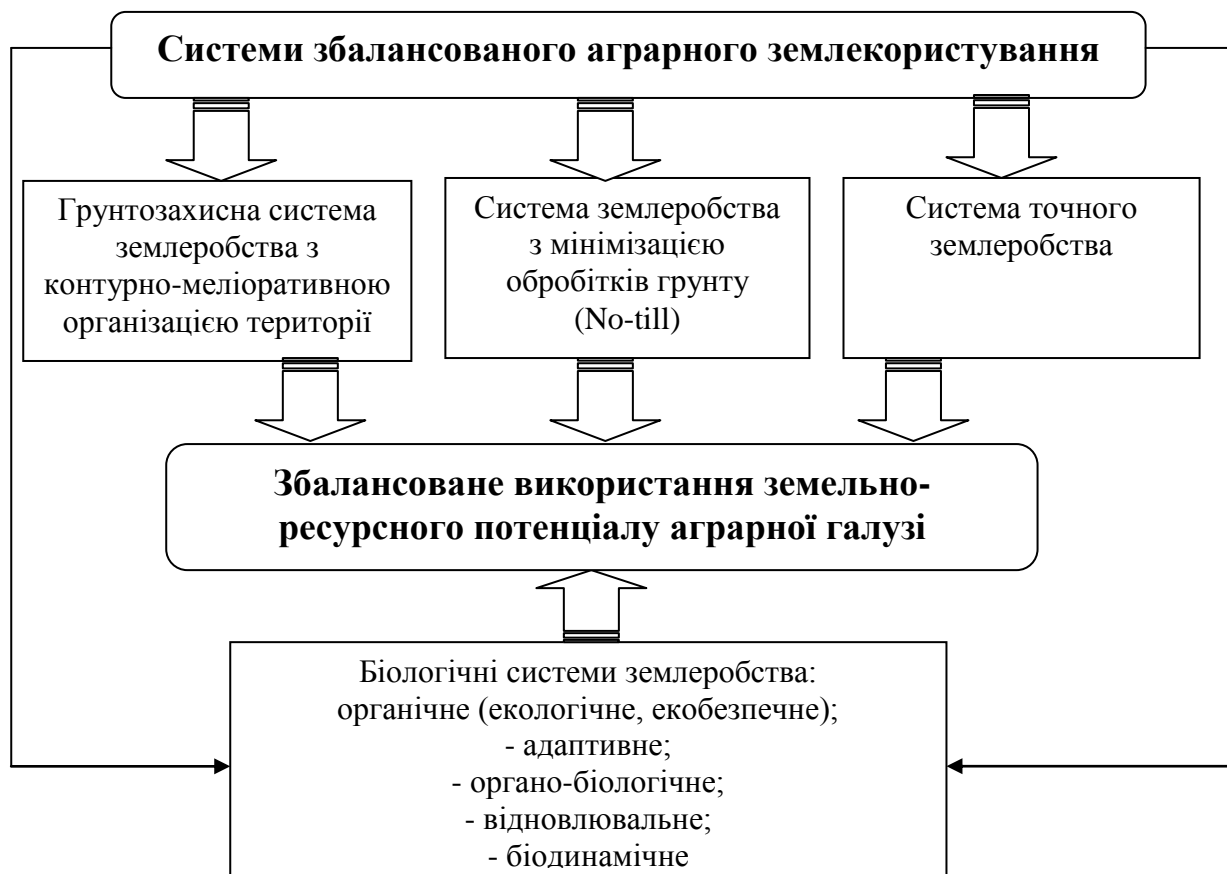 Системи збалансованого аграрного землекористування
Грунтозахисна система
землеробства з
контурно-меліоративною
організацією території
Система землеробства
з мінімізацією
обробітків грунту
(No-till)
Система точного
землеробства
Збалансоване використання земельно-
ресурсного потенціалу аграрної галузі
Біологічні системи землеробства:
органічне (екологічне, екобезпечне);
- адаптивне;
- органо-біологічне;
- відновлювальне;
- біодинамічне